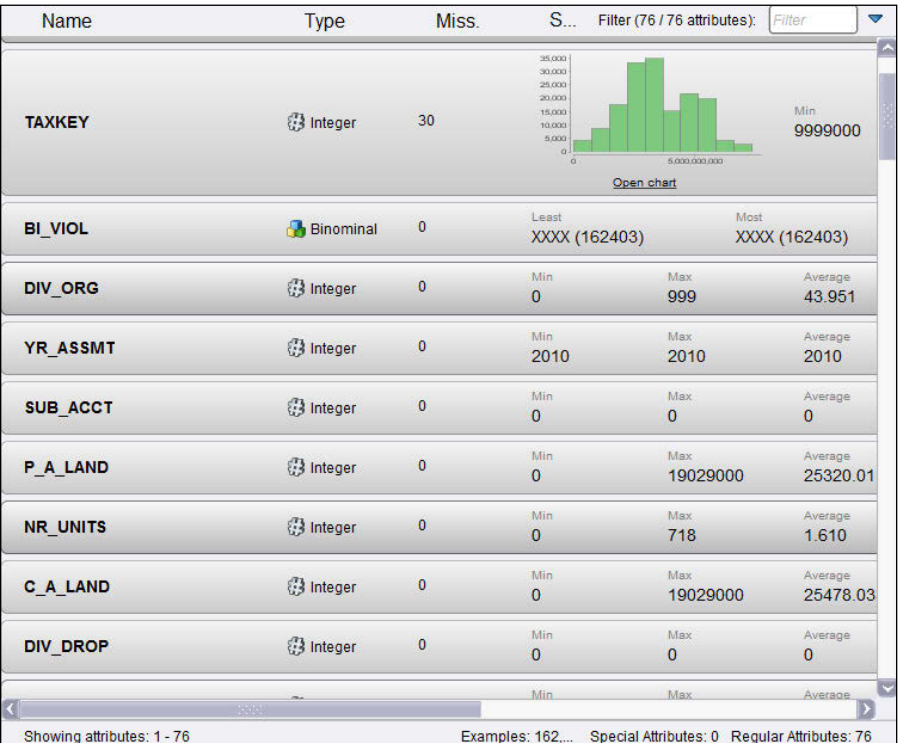 Name Type Miss. S... Filter (76 / 76 attributes): Filter
TAXKEY Integer 30
35,000
30,000
25,000
20,000
15,000
10,000
5,000
0
0 5,000,000,000
Open chart
Min
9999000
BI_VIOL Binominal 0
Least Most
XXXX (162403) XXXX (162403)
DIV_ORG Integer 0
Min Max Average
0 999 43.951
YR_ASSMT Integer 0
Min Max Average
2010 2010 2010
SUB_ACCT Integer 0
Min Max Average
0 0 0
P_A_LAND Integer 0
Min Max Average
0 19029000 25320.01
NR_UNITS Integer 0
Min Max Average
0 718 1.610
C_A_LAND Integer 0
Min Max Average
0 19029000 25478.03
DIV_DROP Integer 0
Min Max Average
0 0 0
Min Max Average
Showing attributes: 1 - 76 Examples: 162,... Special Attributes: 0 Regular Attributes: 76